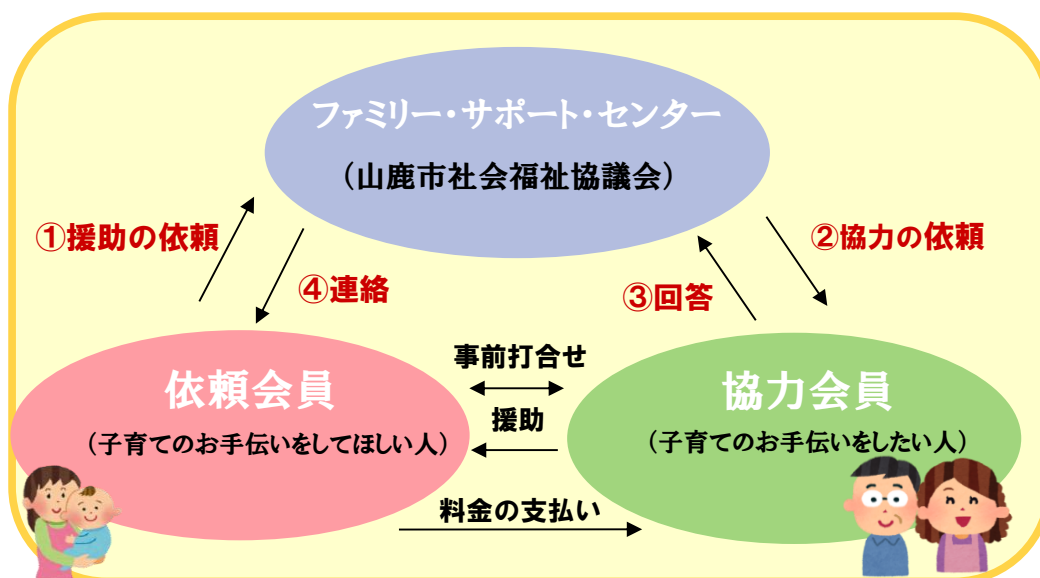 ファミリー・サポート・センター
（山鹿市社会福祉協議会）
①援助の依頼
②協力の依頼
④連絡
③回答
依頼会員
（子育てのお手伝いをしてほしい人）
事前打合せ
援助
料金の支払い
協力会員
（子育てのお手伝いをしたい人）